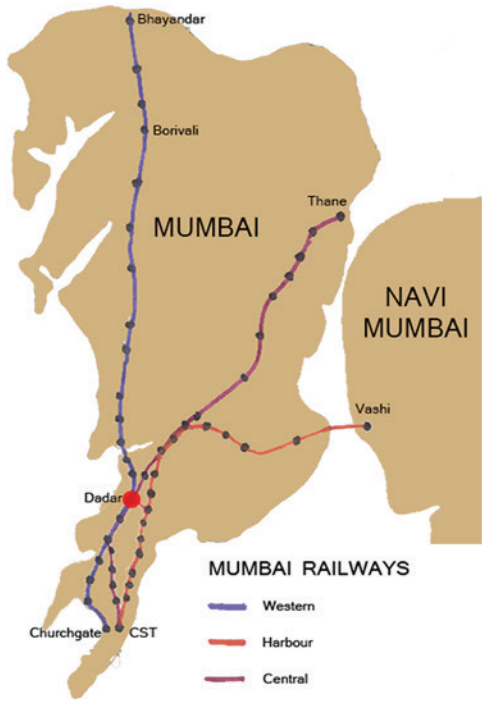 Bhayandar
Borivali
Thane
MUMBAI
NAVI
MUMBAI
Vashi
Dadar
MUMBAI RAILWAYS
Western
Churchgate
CST
Harbour
Central